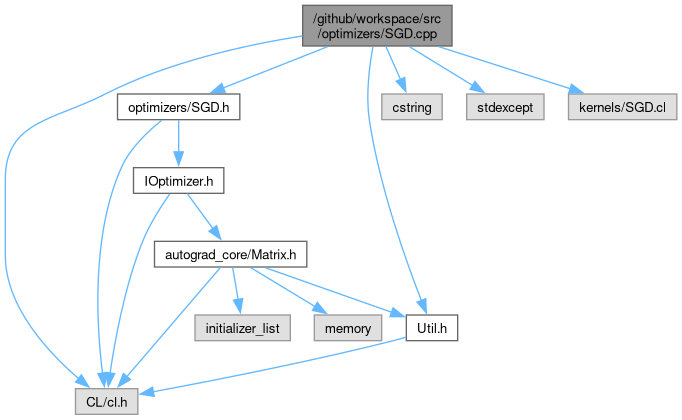 /github/workspace/src
/optimizers/SGD.cpp
optimizers/SGD.h
cstring
stdexcept
kernels/SGD.cl
IOptimizer.h
autograd_core/Matrix.h
initializer_list
memory
Util.h
CL/cl.h